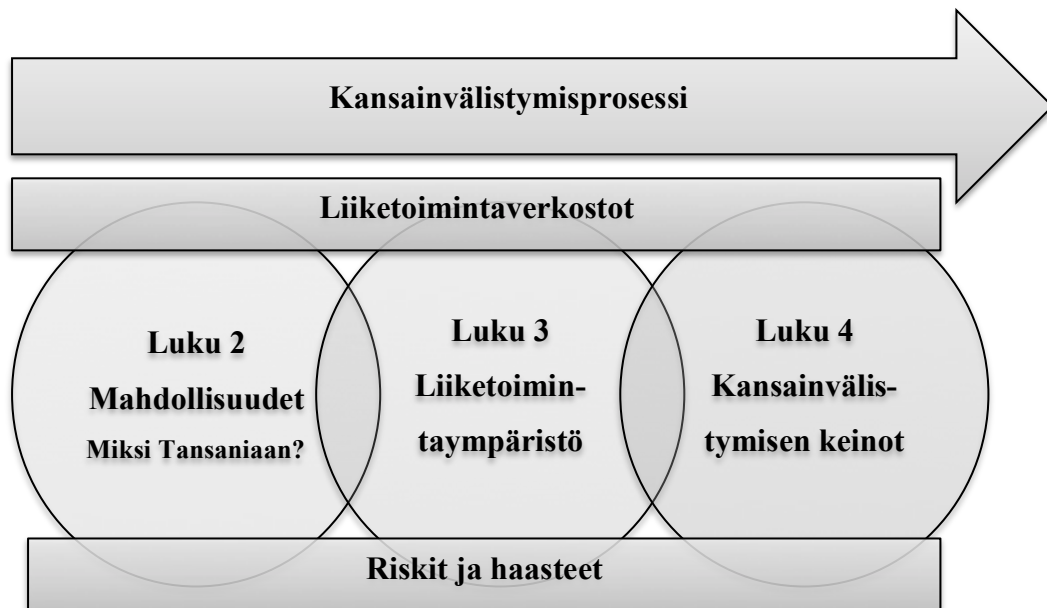 Kansainvälistymisprosessi
Liiketoimintaverkostot
Luku 2
Mahdollisuudet
Miksi Tansaniaan?
Luku 3
Liiketoimin-
taympäristö
Luku 4
Kansainvälis-
tymisen keinot
Riskit ja haasteet